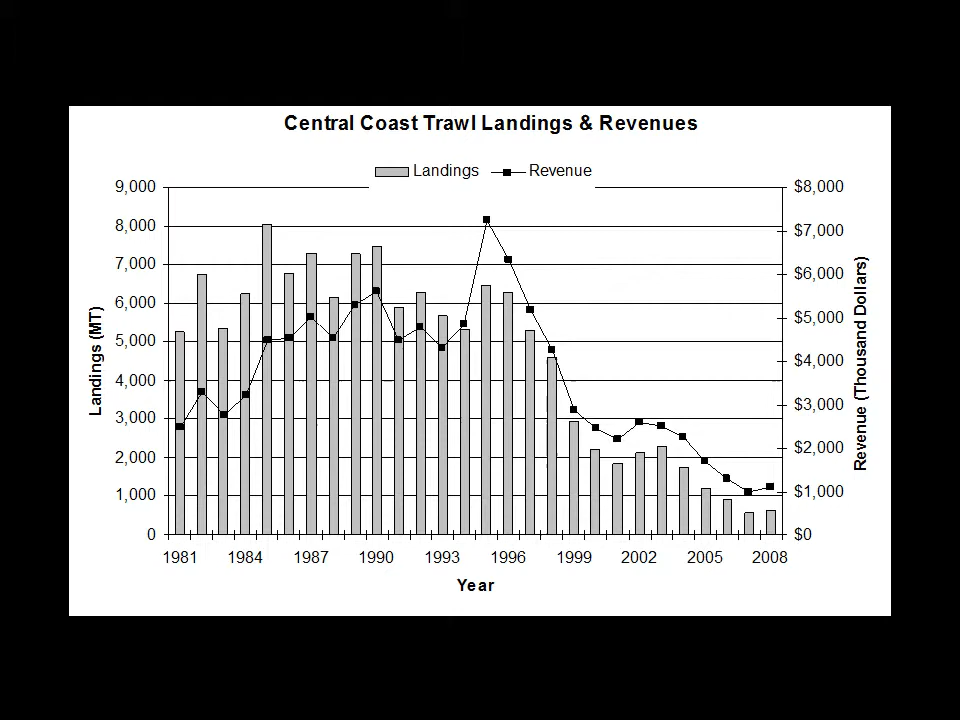 Central Coast Trawl Landings & Revenues
Landings Revenue
9,000 $8,000
8,000 $7,000
7,000 $6,000
6,000 $5,000
5,000 $4,000
4,000 $3,000
3,000 $2,000
2,000 $1,000
1,000 $0
0
Landings (MT)
Revenue (Thousand Dollars)
1981 1984 1987 1990 1993 1996 1999 2002 2005 2008
Year